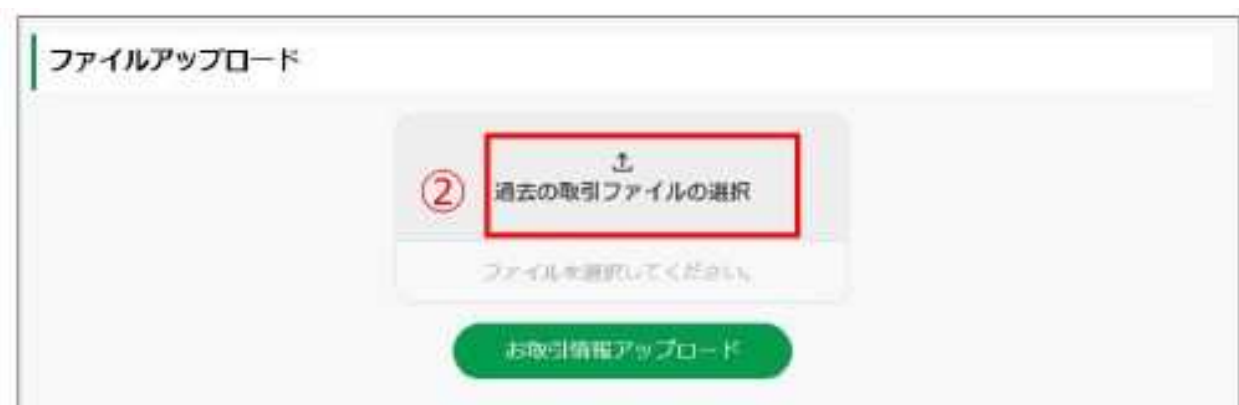 ファイルアップロード
②
過去の取引ファイルの選択
ファイルを選択してください。
お取引情報アップロード